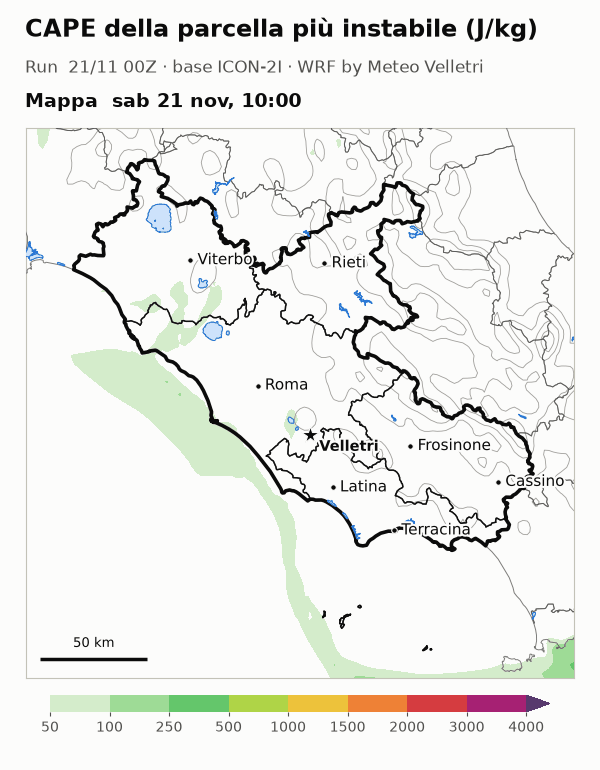 CAPE della parcella più instabile (J/kg)
Run  21/11 00Z · base ICON-2I · WRF by Meteo Velletri
Mappa  sab 21 nov, 10:00
Viterbo
Rieti
Roma
Velletri
Frosinone
Latina
Cassino
Terracina
50 km
50 100 250 500 1000 1500 2000 3000 4000